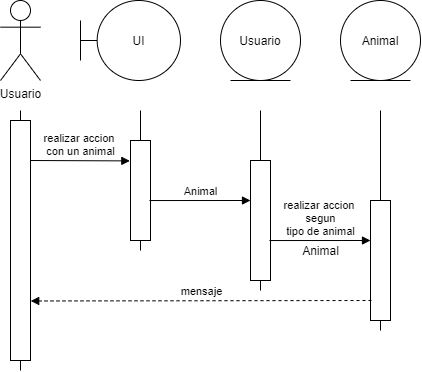 UI
Usuario
Animal
Usuario
realizar accion
con un animal
Animal
realizar accion
segun
tipo de animal
Animal
mensaje